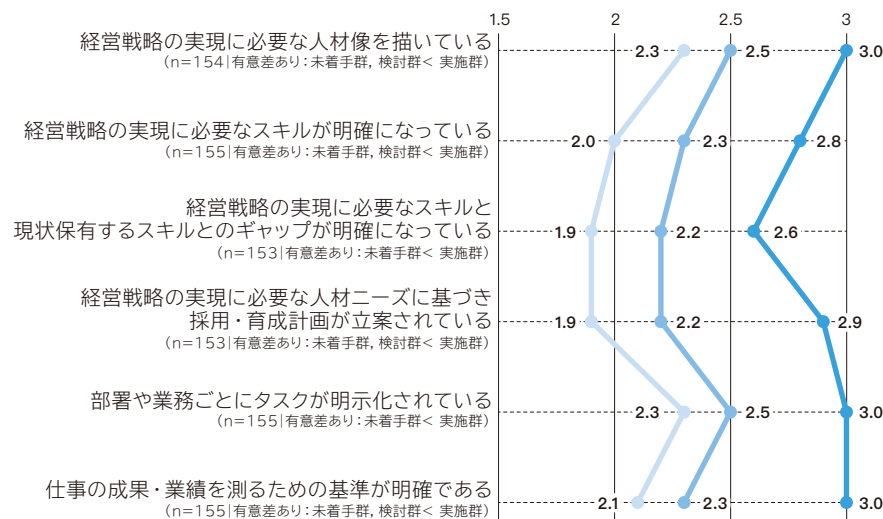 1.5 2 2.5 3
経営戦略の実現に必要な人材像を描いている
(n=154|有意差あり:未着手群, 検討群< 実施群)
2.3 2.5 3.0
経営戦略の実現に必要なスキルが明確になっている
(n=155|有意差あり:未着手群, 検討群< 実施群)
2.0 2.3 2.8
経営戦略の実現に必要なスキルと
現状保有するスキルとのギャップが明確になっている
(n=153|有意差あり:未着手群< 実施群)
1.9 2.2 2.6
経営戦略の実現に必要な人材ニーズに基づき
採用・育成計画が立案されている
(n=153|有意差あり:未着手群, 検討群< 実施群)
1.9 2.2 2.9
部署や業務ごとにタスクが明示化されている
(n=155|有意差あり:未着手群< 実施群)
2.3 2.5 3.0
仕事の成果・業績を測るための基準が明確である
(n=155|有意差あり:未着手群, 検討群< 実施群)
2.1 2.3 3.0